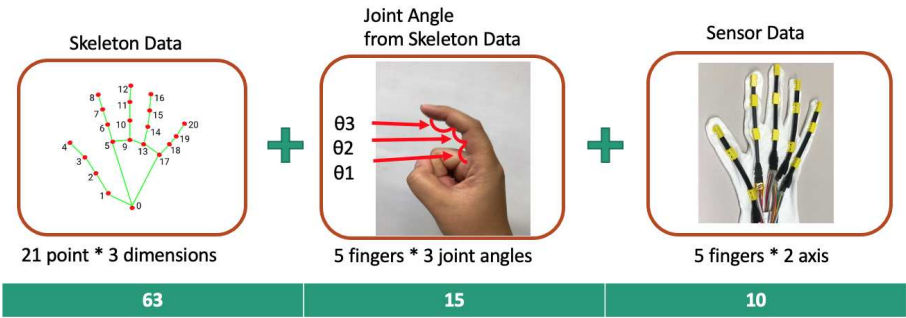 Skeleton Data
Joint Angle
from Skeleton Data
Sensor Data
12
8
16
11
7
15
20
6
10
14
19
4
5
9
13
18
3
17
2
1
0
θ3
θ2
θ1
21 point * 3 dimensions
5 fingers * 3 joint angles
5 fingers * 2 axis
63
15
10